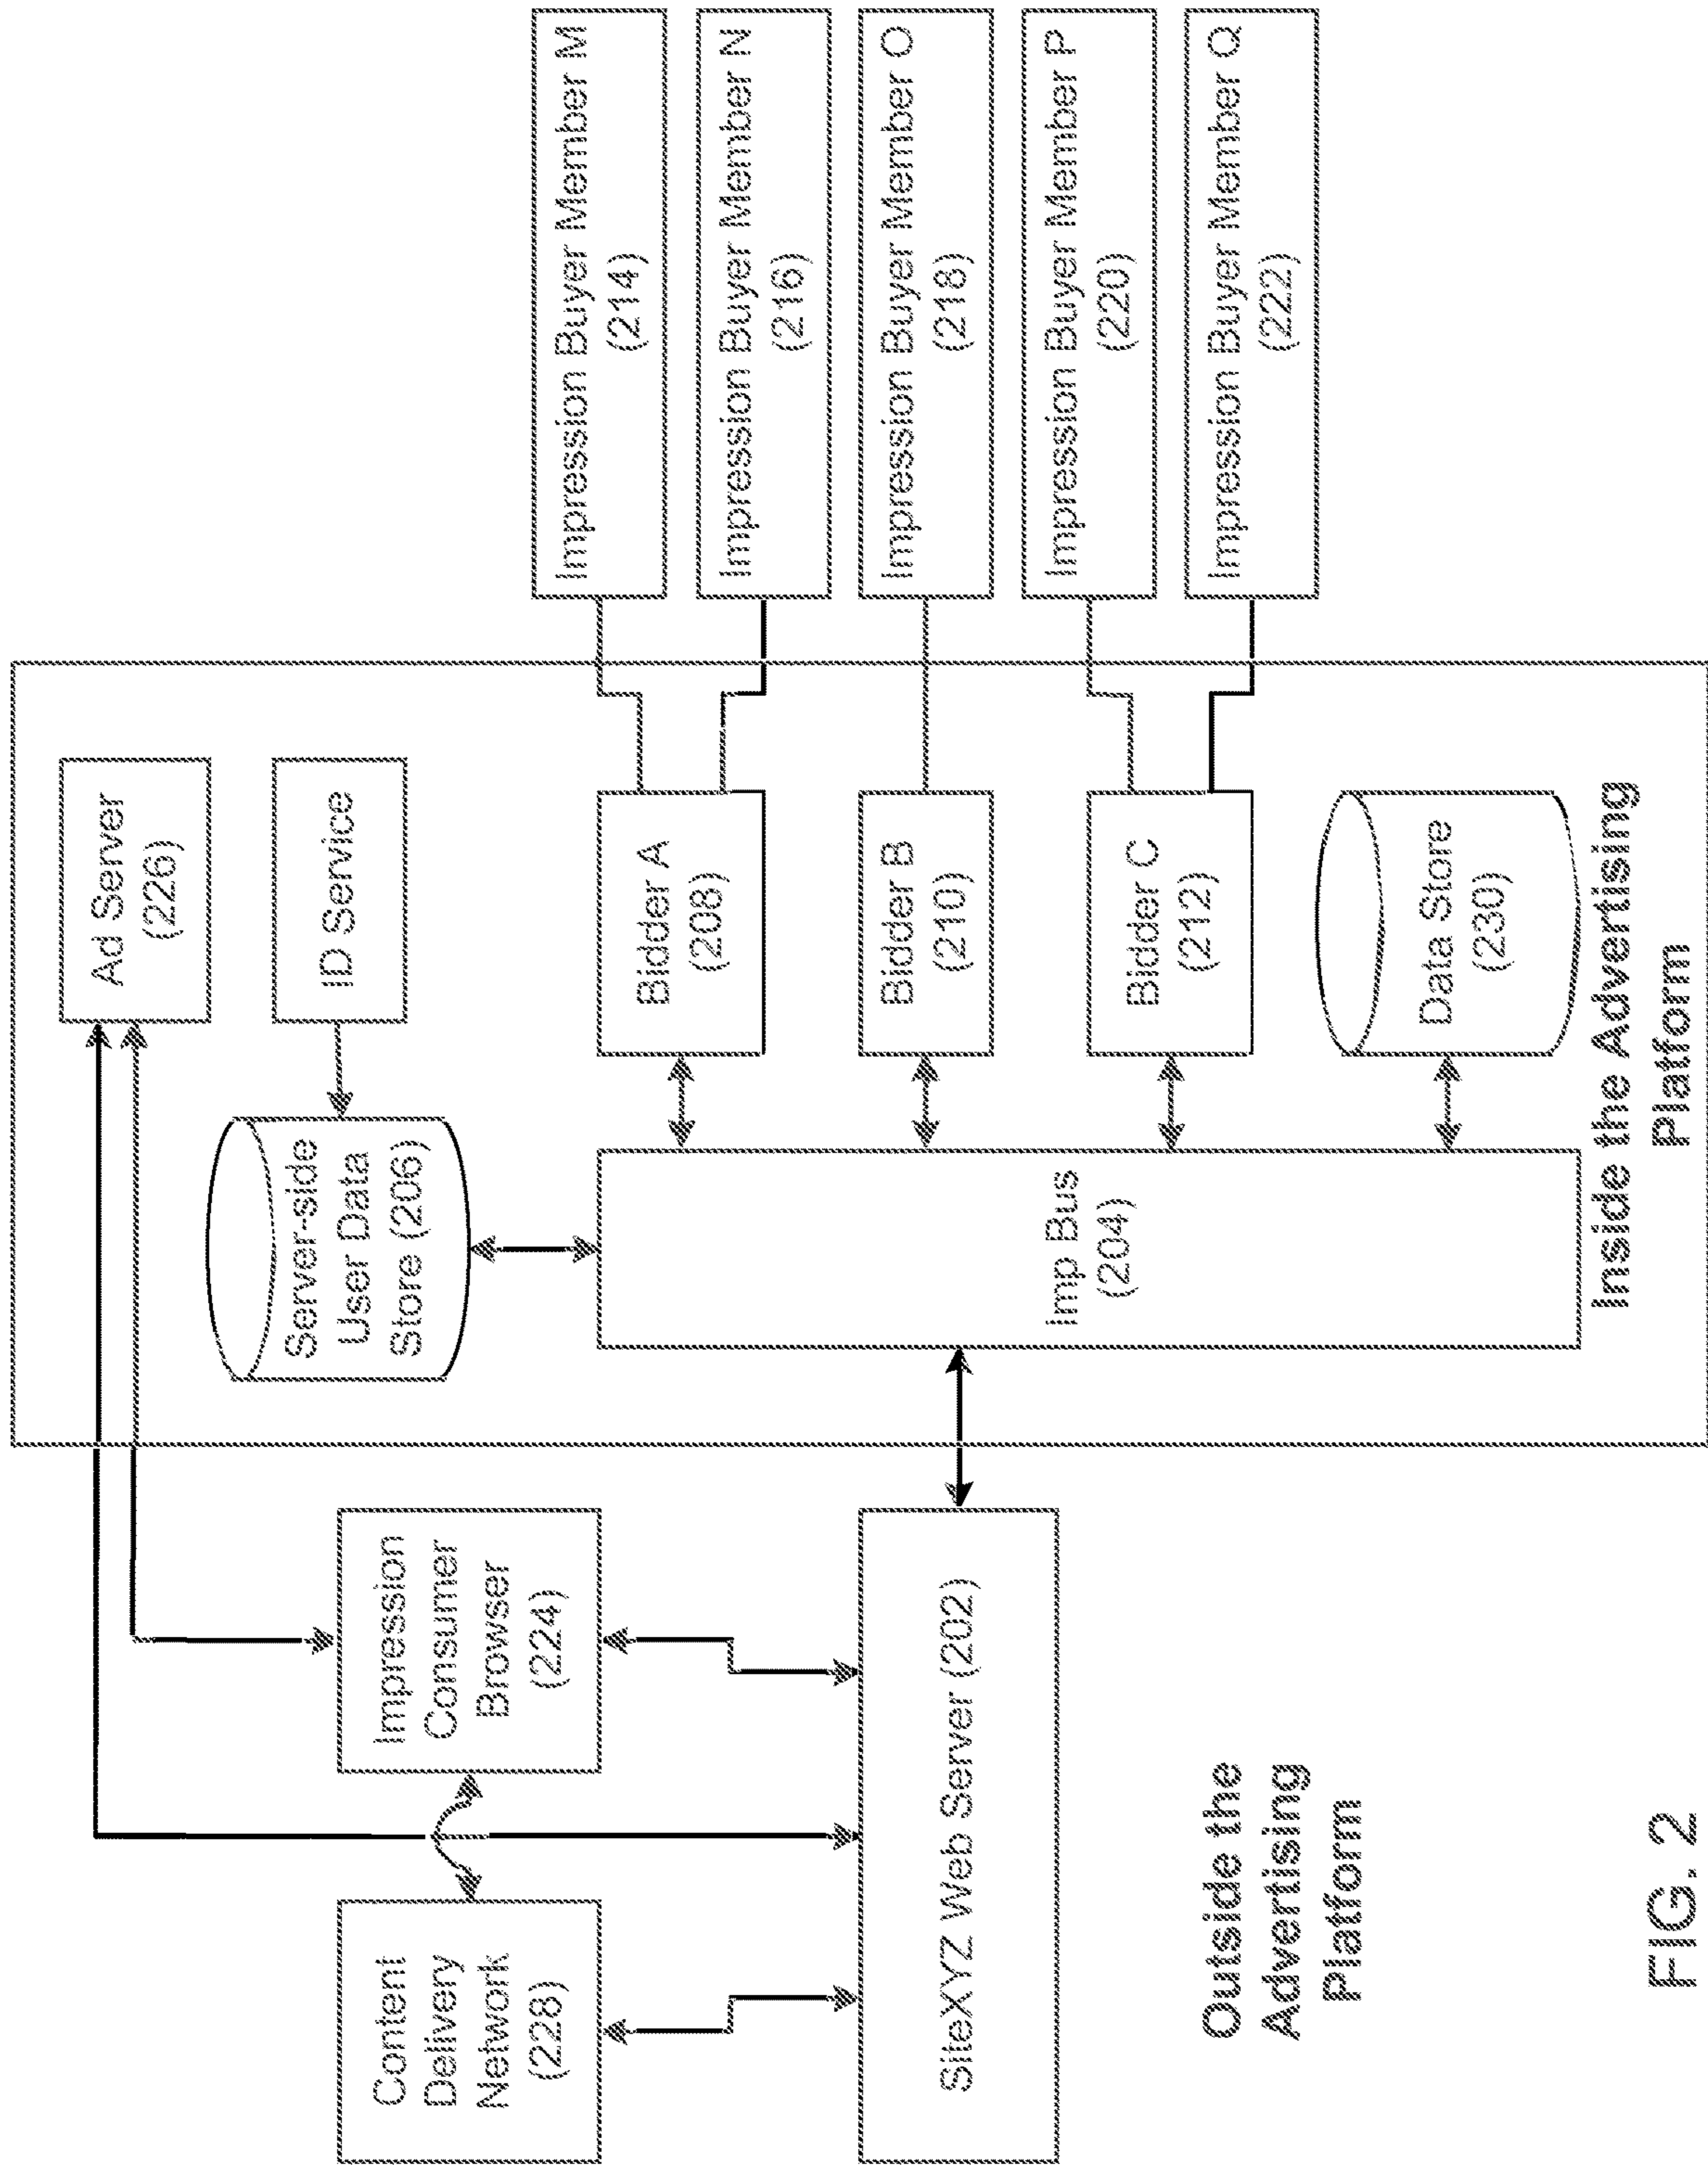 Content
Delivery
Network
(228)
Impression
Consumer
Browser
(224)
SiteXYZ Web Server (202)
Outside the
Advertising
Platform
Ad Server
(226)
Server-side
User Data
Store (206)
ID Service
Imp Bus
(204)
Bidder A
(208)
Bidder B
(210)
Bidder C
(212)
Data Store
(230)
Inside the Advertising
Platform
Impression Buyer Member M
(214)
Impression Buyer Member N
(216)
Impression Buyer Member O
(218)
Impression Buyer Member P
(220)
Impression Buyer Member Q
(222)
FIG. 2